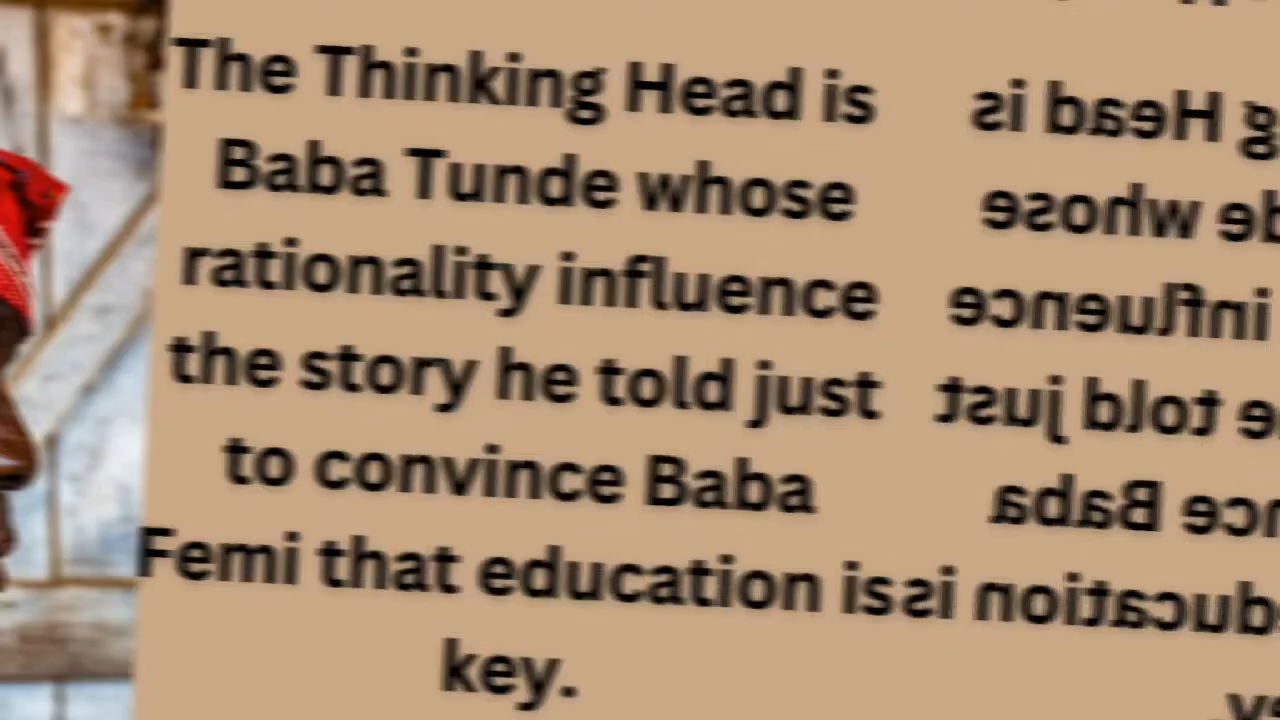 The Thinking Head is
Baba Tunde whose
rationality influence
the story he told just
to convince Baba
Femi that education is
key.